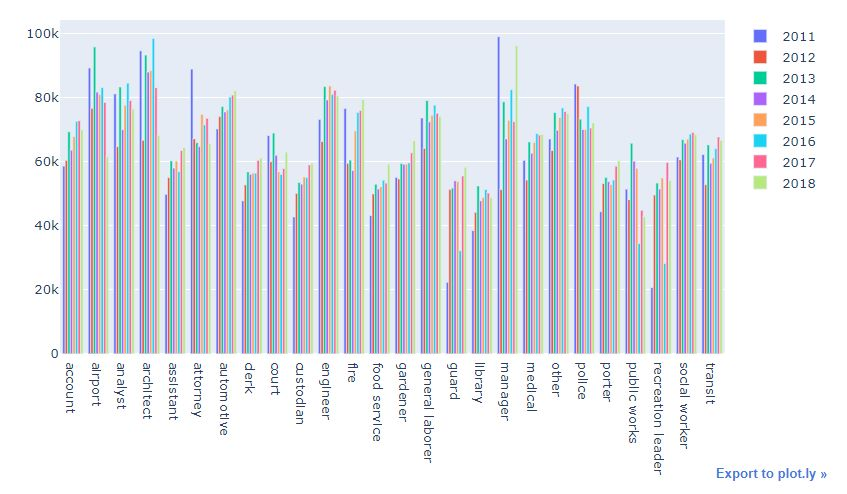 100k
80k
60k
40k
20k
0
account
airport
analyst
architect
assistant
attorney
automotive
clerk
court
custodian
engineer
fire
food service
gardener
general laborer
guard
library
manager
medical
other
police
porter
public works
recreation leader
social worker
transit
2011
2012
2013
2014
2015
2016
2017
2018
Export to plot.ly »